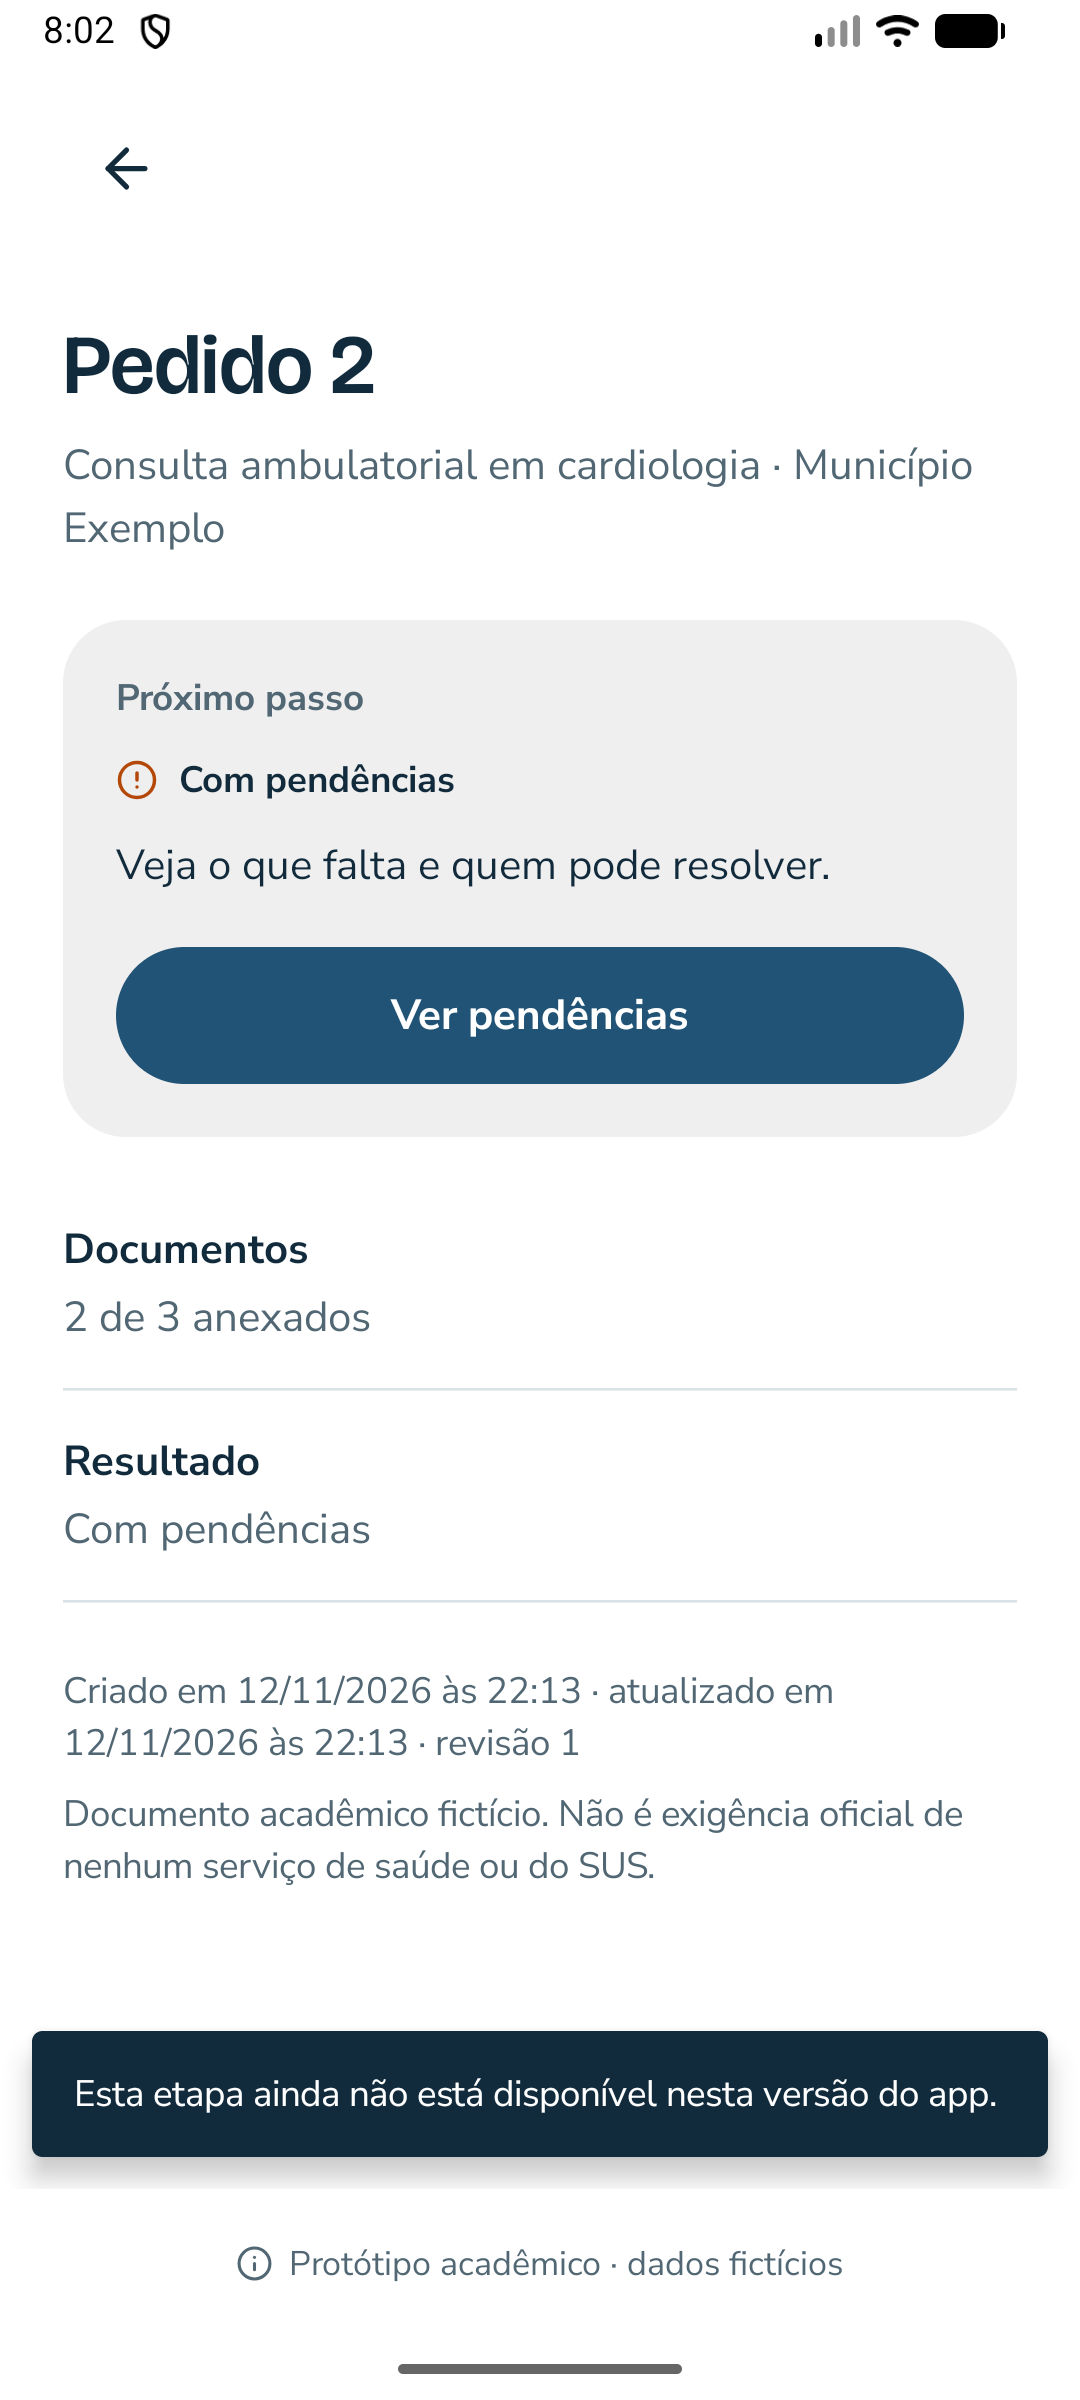 8:02
Pedido 2
Consulta ambulatorial em cardiologia · Município
Exemplo
Próximo passo
Com pendências
Veja o que falta e quem pode resolver.
Ver pendências
Documentos
2 de 3 anexados
Resultado
Com pendências
Criado em 12/11/2026 às 22:13 · atualizado em
12/11/2026 às 22:13 · revisão 1
Documento acadêmico fictício. Não é exigência oficial de
nenhum serviço de saúde ou do SUS.
Esta etapa ainda não está disponível nesta versão do app.
Protótipo acadêmico · dados fictícios